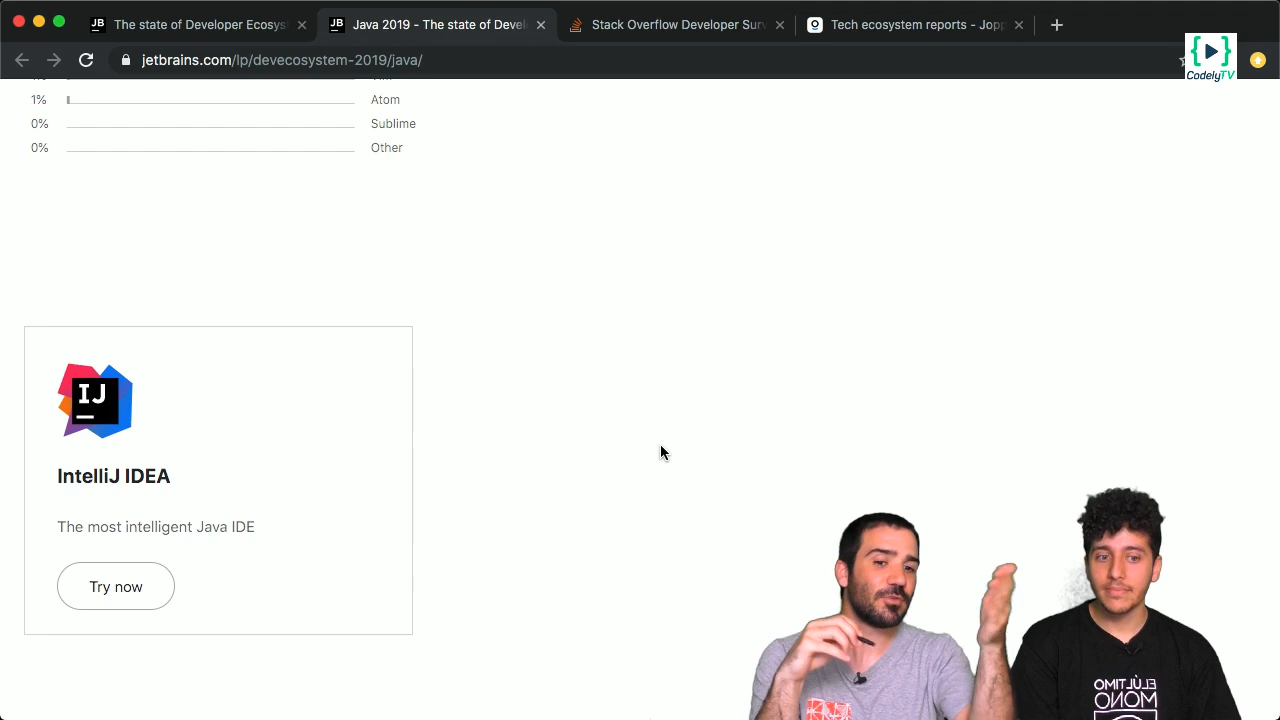 The state of Developer Ecosys
Java 2019 - The state of Devel
Stack Overflow Developer Surv
Tech ecosystem reports - Jopp
jetbrains.com/lp/devecosystem-2019/java/
CodelyTV
1% Atom
0% Sublime
0% Other
IJ
IntelliJ IDEA
The most intelligent Java IDE
Try now
EL ÚLTIMO
MONO